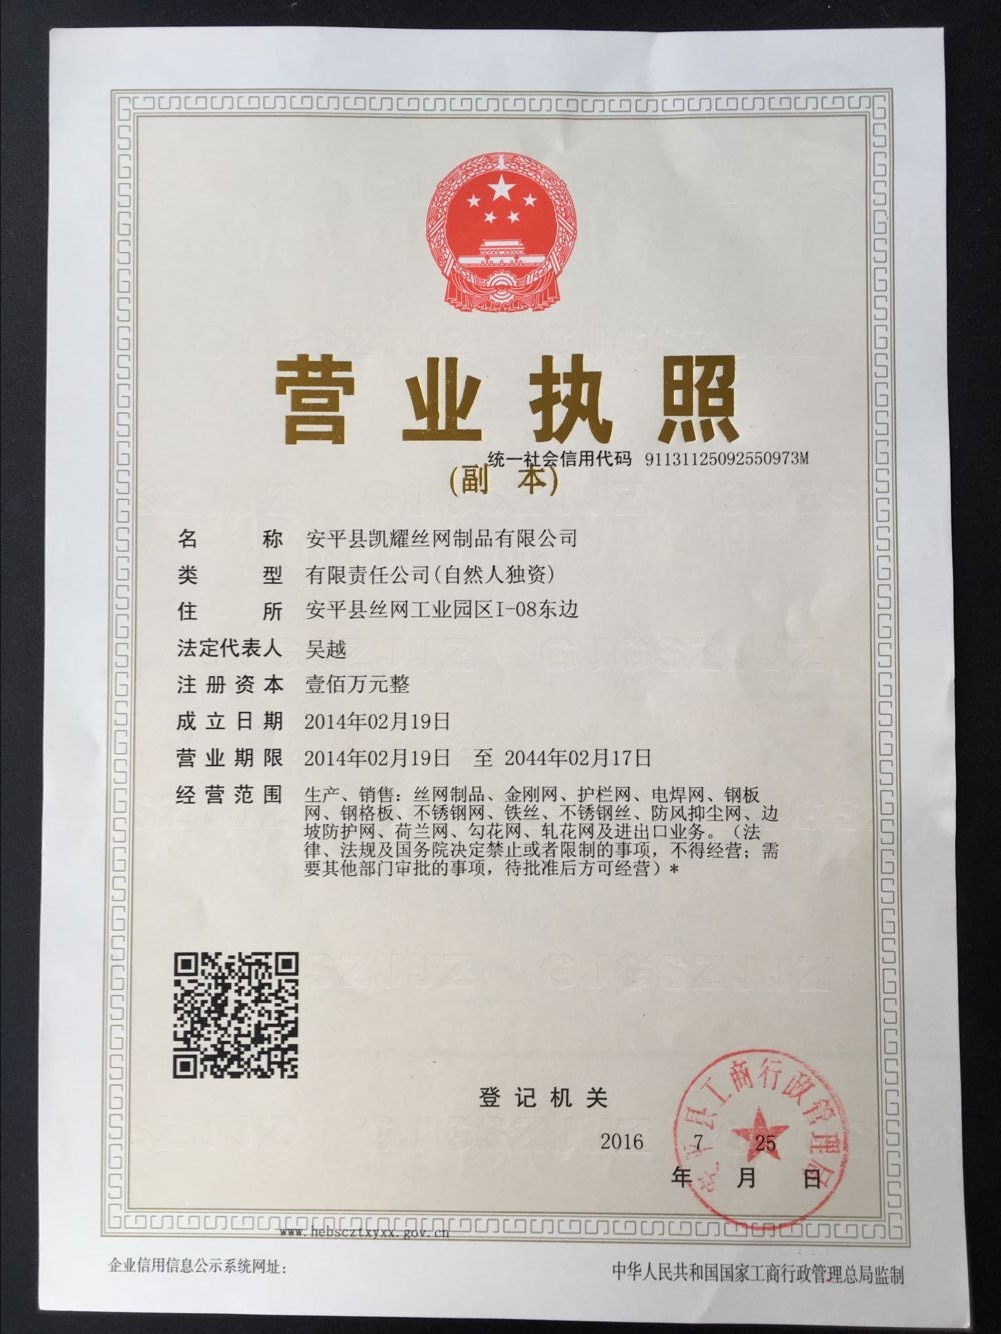 营业执照
统一社会信用代码 91131125092550973M
(副 本)
名 称 安平县凯耀丝网制品有限公司
类 型 有限责任公司(自然人独资)
住 所 安平县丝网工业园区I-08东边
法定代表人 吴越
注册资本 壹佰万元整
成立日期 2014年02月19日
营业期限 2014年02月19日 至 2044年02月17日
经营范围 生产、销售：丝网制品、金刚网、护栏网、电焊网、钢板
网、钢格板、不锈钢网、铁丝、不锈钢丝、防风抑尘网、边
坡防护网、荷兰网、勾花网、轧花网及进出口业务。（法
律、法规及国务院决定禁止或者限制的事项，不得经营；需
要其他部门审批的事项，待批准后方可经营）*
登记机关
安平县工商行政管理局
2016 7 25
年 月 日
www.hebscztxyxx.gov.cn
企业信用信息公示系统网址：
中华人民共和国国家工商行政管理总局监制